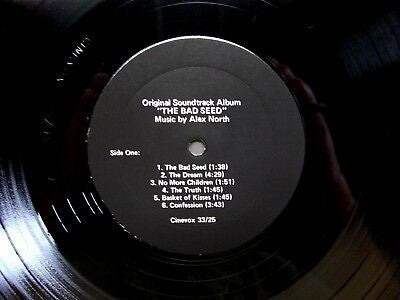 Original Soundtrack Album
"THE BAD SEED"
Music by Alex North
Side One:
1. The Bad Seed (1:38)
2. The Dream (4:29)
3. No More Children (1:51)
4. The Truth (1:45)
5. Basket of Kisses (1:45)
6. Confession (3:43)
Cinevox 33/25